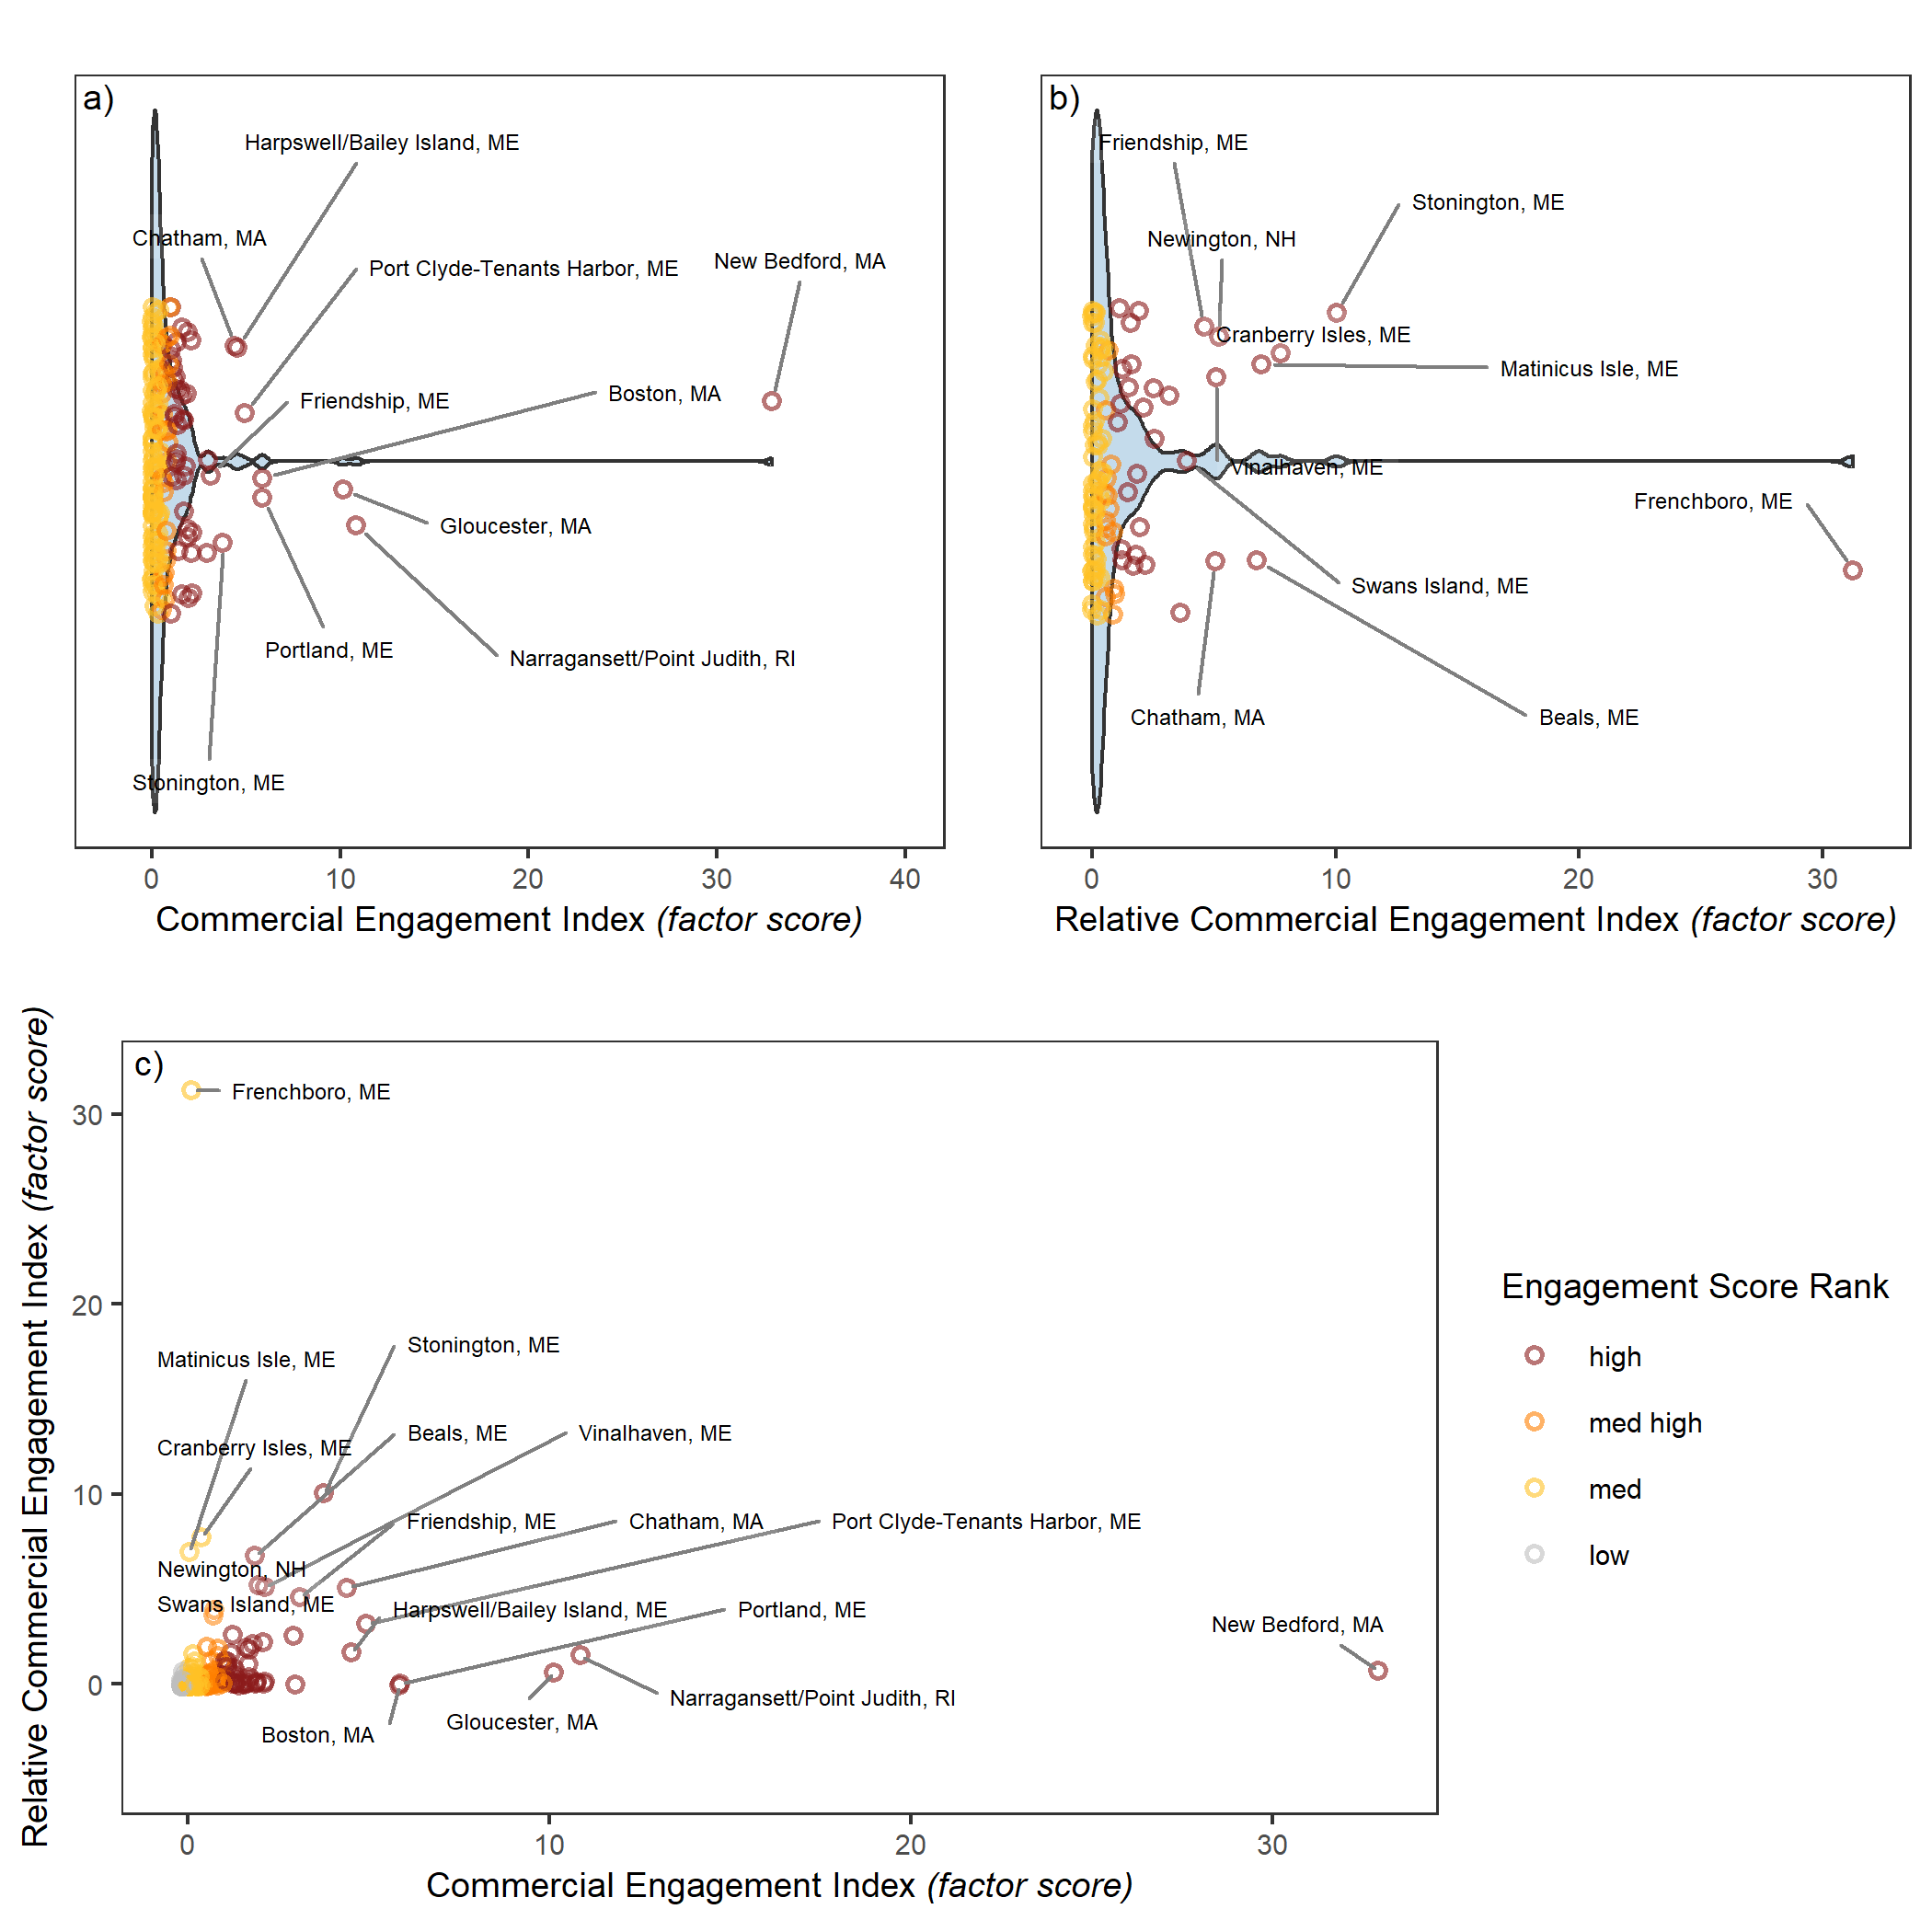 a)
Harpswell/Bailey Island, ME
Chatham, MA
Port Clyde-Tenants Harbor, ME
New Bedford, MA
Friendship, ME
Boston, MA
Gloucester, MA
Portland, ME
Narragansett/Point Judith, RI
Stonington, ME
0 10 20 30 40
Commercial Engagement Index (factor score)
b)
Friendship, ME
Stonington, ME
Newington, NH
Cranberry Isles, ME
Matinicus Isle, ME
Vinalhaven, ME
Frenchboro, ME
Swans Island, ME
Chatham, MA
Beals, ME
0 10 20 30
Relative Commercial Engagement Index (factor score)
c)
Relative Commercial Engagement Index (factor score)
30
20
10
0
Frenchboro, ME
Stonington, ME
Matinicus Isle, ME
Beals, ME
Vinalhaven, ME
Cranberry Isles, ME
Friendship, ME
Chatham, MA
Port Clyde-Tenants Harbor, ME
Newington, NH
Swans Island, ME
Harpswell/Bailey Island, ME
Portland, ME
New Bedford, MA
Narragansett/Point Judith, RI
Gloucester, MA
Boston, MA
0 10 20 30
Commercial Engagement Index (factor score)
Engagement Score Rank
high
med high
med
low